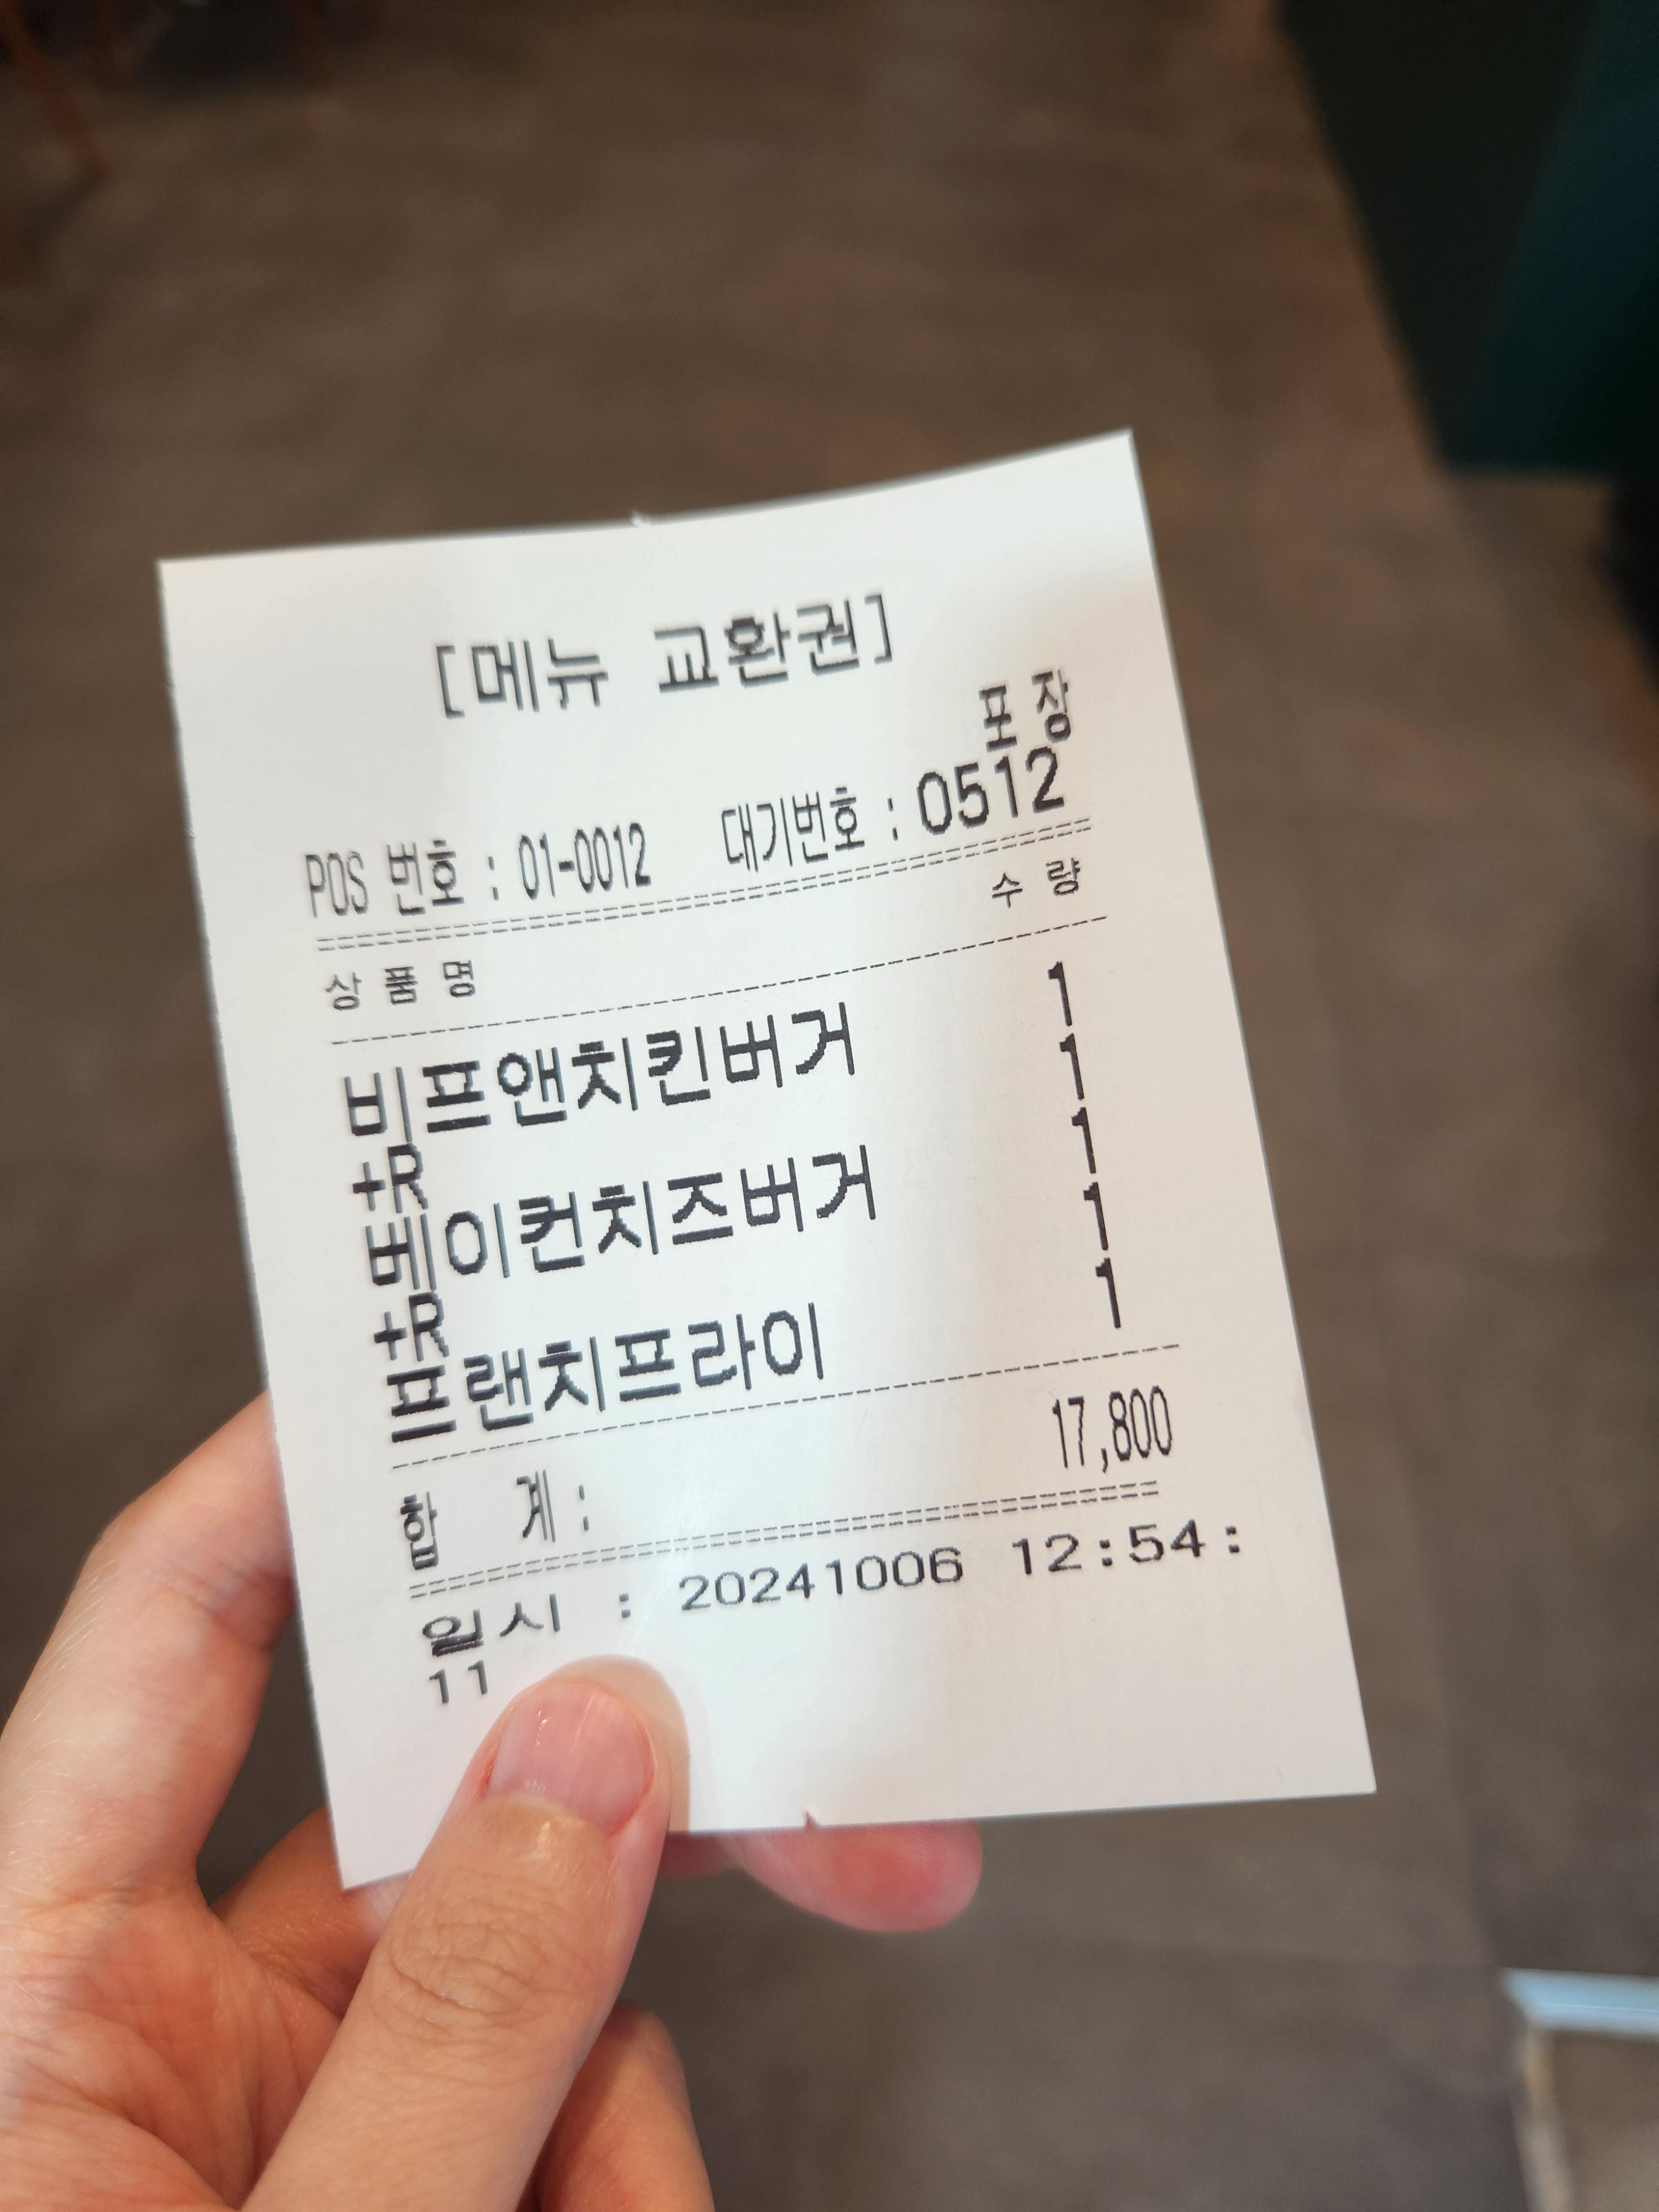 [메뉴 교환권]
포장
POS 번호 : 01-0012 대기번호 : 0512
상 품 명 수 량
비프앤치킨버거 1
+R 1
베이컨치즈버거 1
+R 1
프랜치프라이 1
합 계 : 17,800
일시 : 20241006 12:54:
11